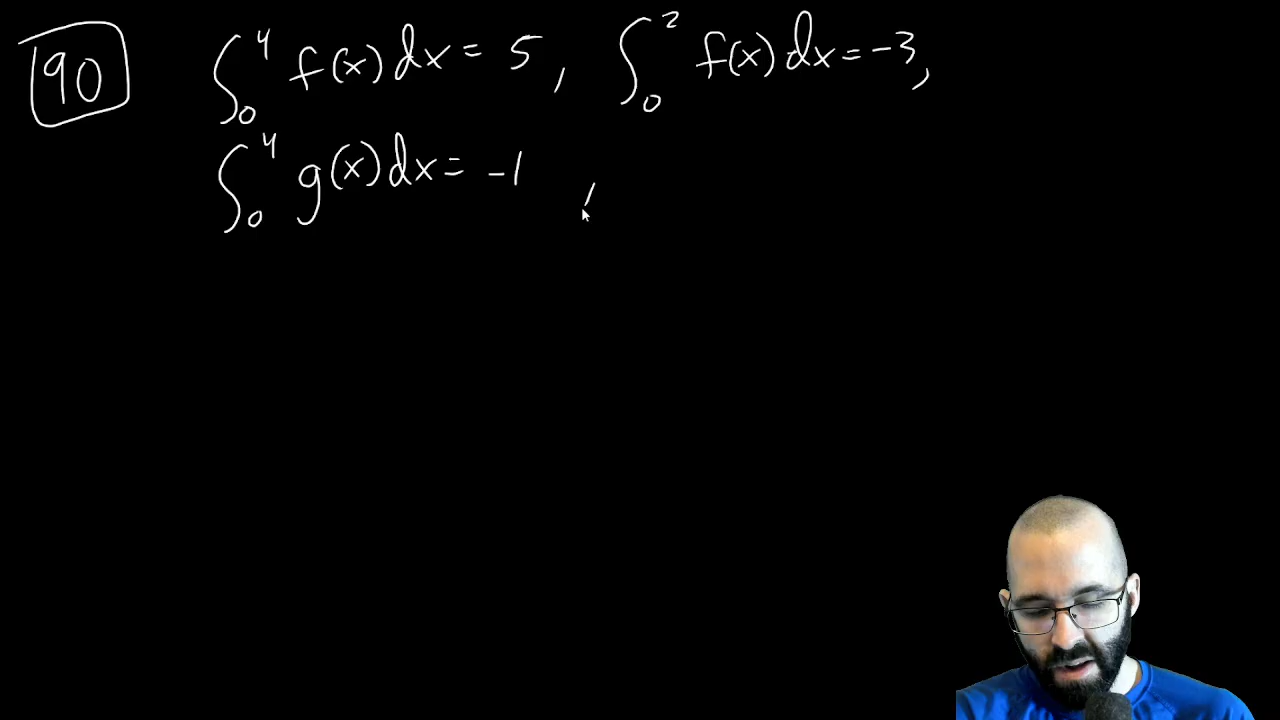 90 ∫₀⁴ f(x)dx = 5, ∫₀² f(x)dx = -3,
∫₀⁴ g(x)dx = -1 ,